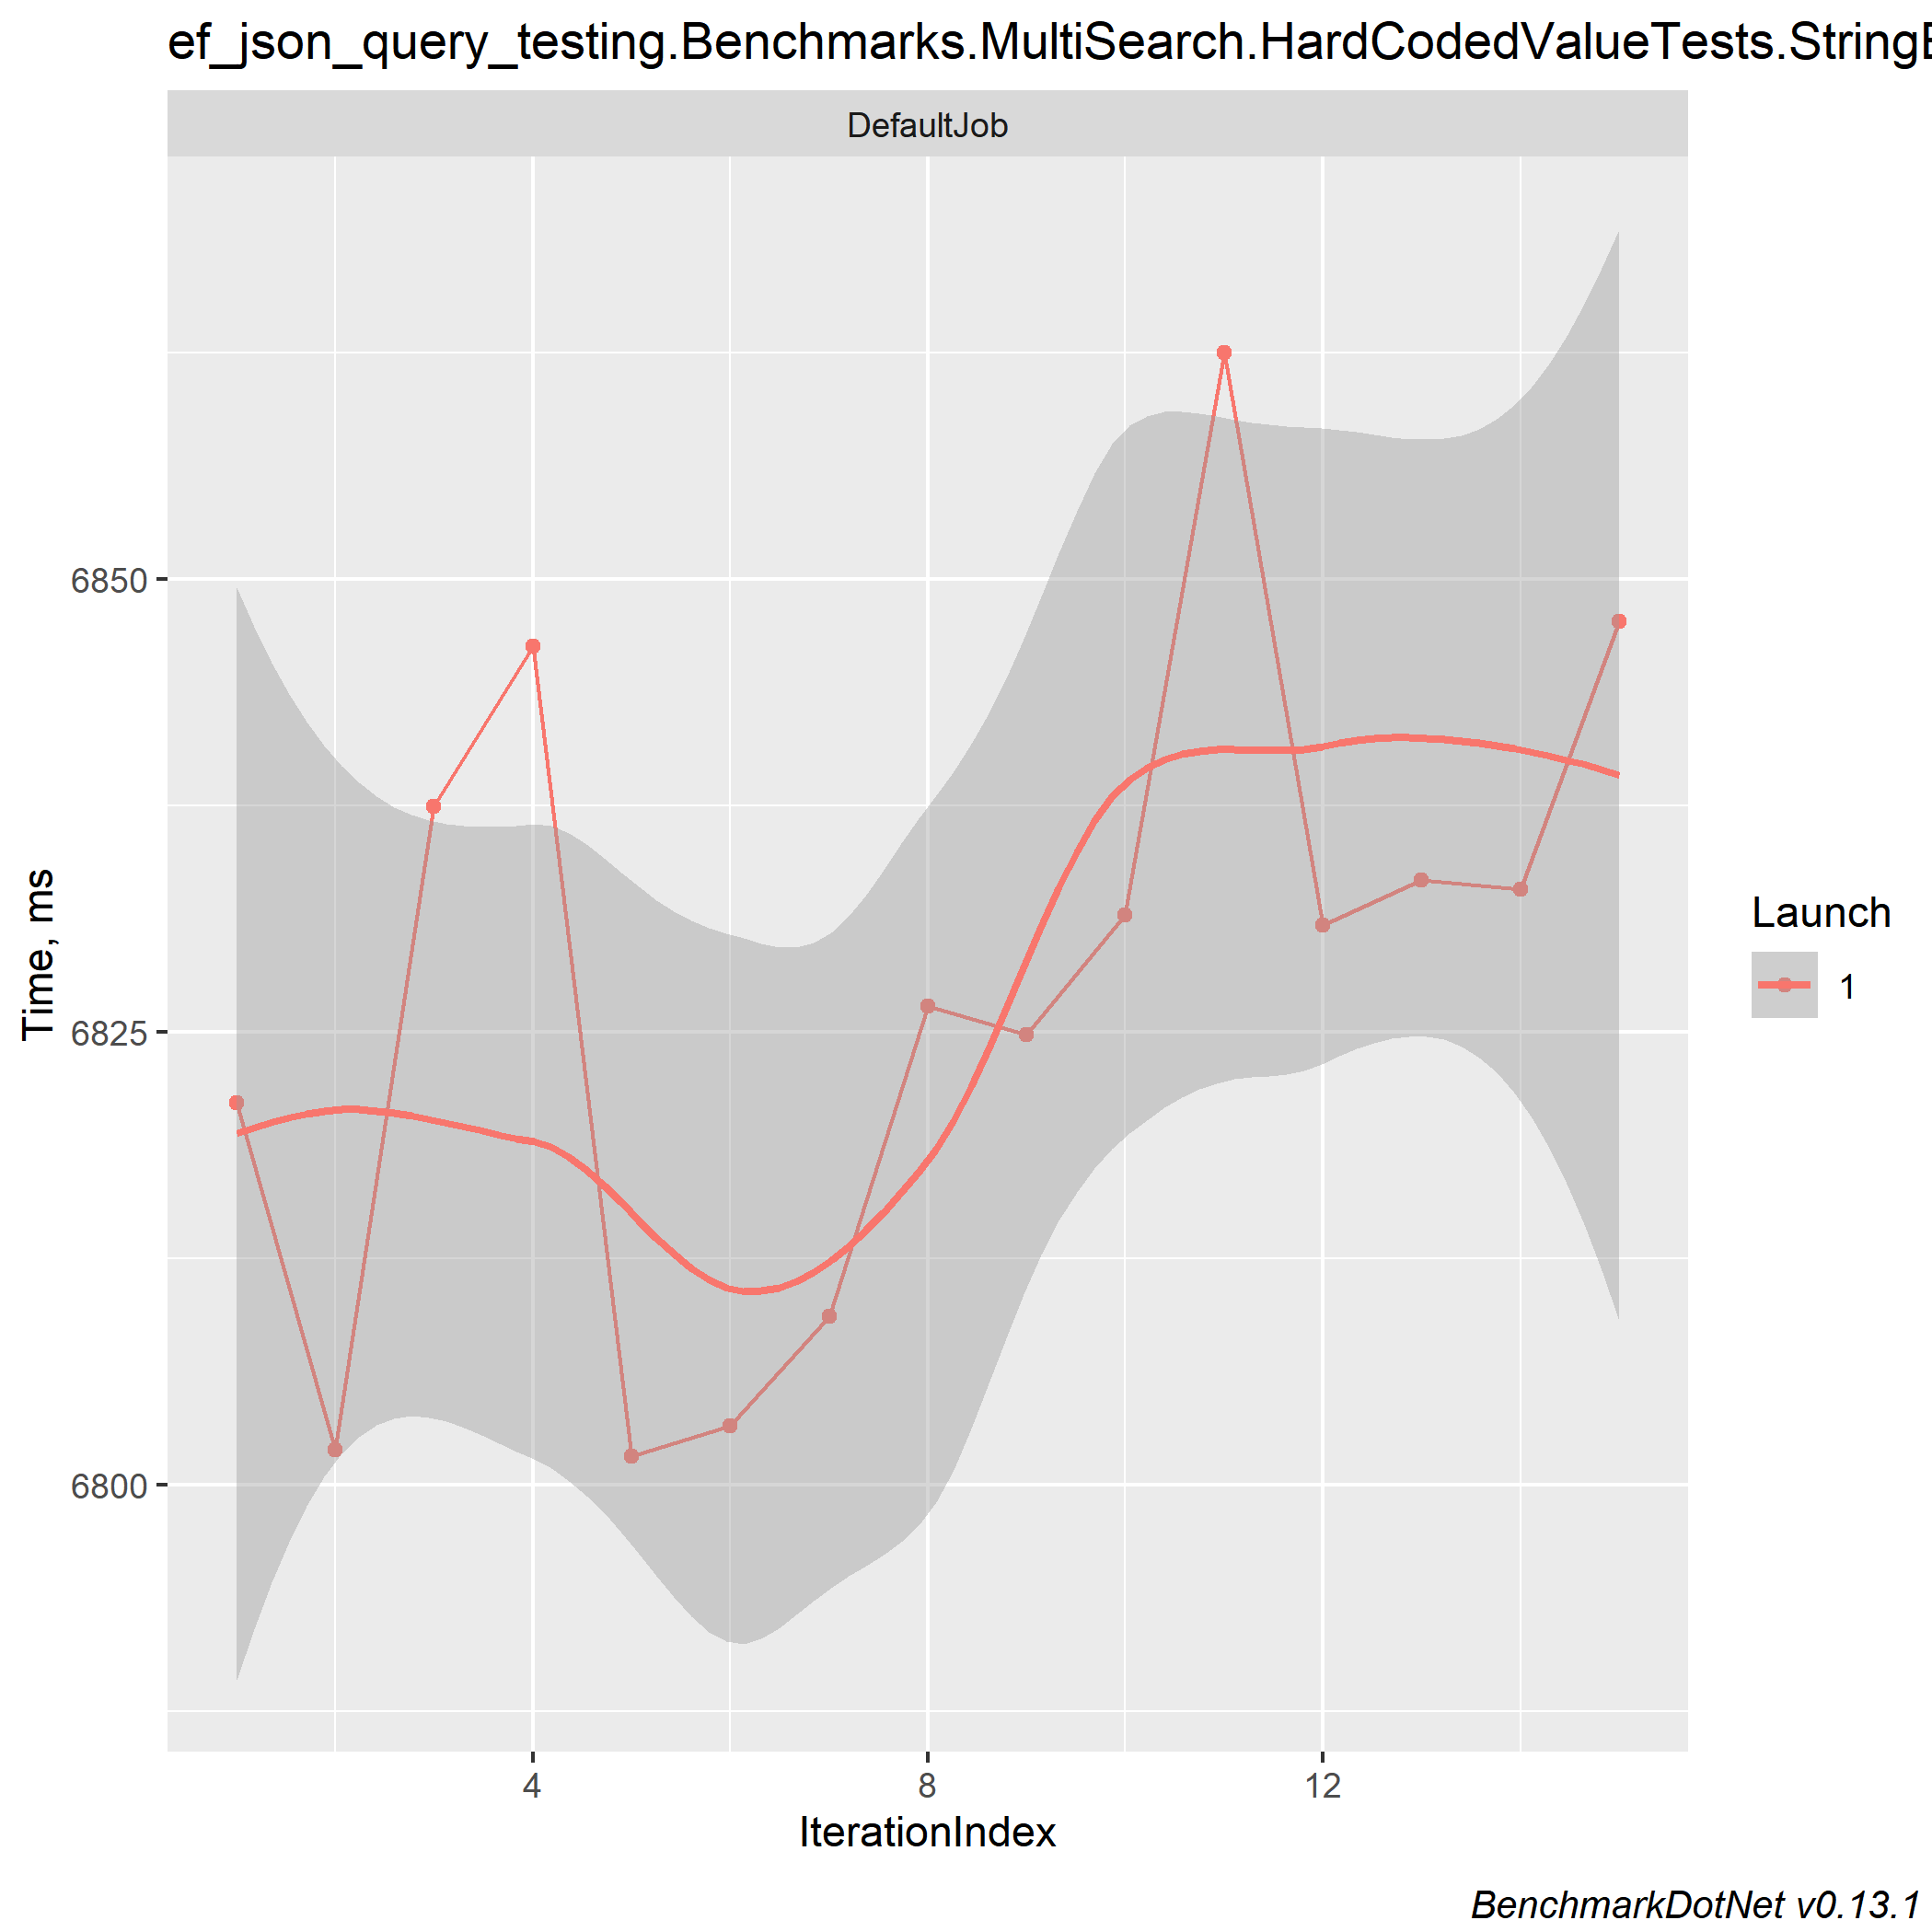 ef_json_query_testing.Benchmarks.MultiSearch.HardCodedValueTests.String
DefaultJob
6850
6825
6800
Time, ms
4
8
12
IterationIndex
Launch
1
BenchmarkDotNet v0.13.1